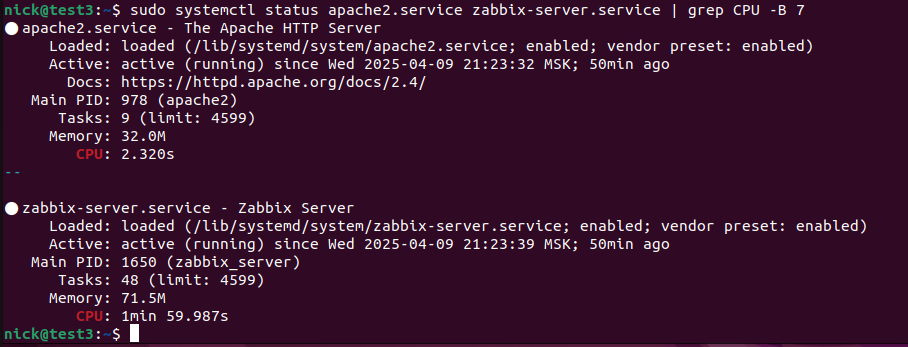 nick@test3:~$ sudo systemctl status apache2.service zabbix-server.service | grep CPU -B 7
● apache2.service - The Apache HTTP Server
     Loaded: loaded (/lib/systemd/system/apache2.service; enabled; vendor preset: enabled)
     Active: active (running) since Wed 2025-04-09 21:23:32 MSK; 50min ago
       Docs: https://httpd.apache.org/docs/2.4/
   Main PID: 978 (apache2)
      Tasks: 9 (limit: 4599)
     Memory: 32.0M
        CPU: 2.320s
--
● zabbix-server.service - Zabbix Server
     Loaded: loaded (/lib/systemd/system/zabbix-server.service; enabled; vendor preset: enabled)
     Active: active (running) since Wed 2025-04-09 21:23:39 MSK; 50min ago
   Main PID: 1650 (zabbix_server)
      Tasks: 48 (limit: 4599)
     Memory: 71.5M
        CPU: 1min 59.987s
nick@test3:~$